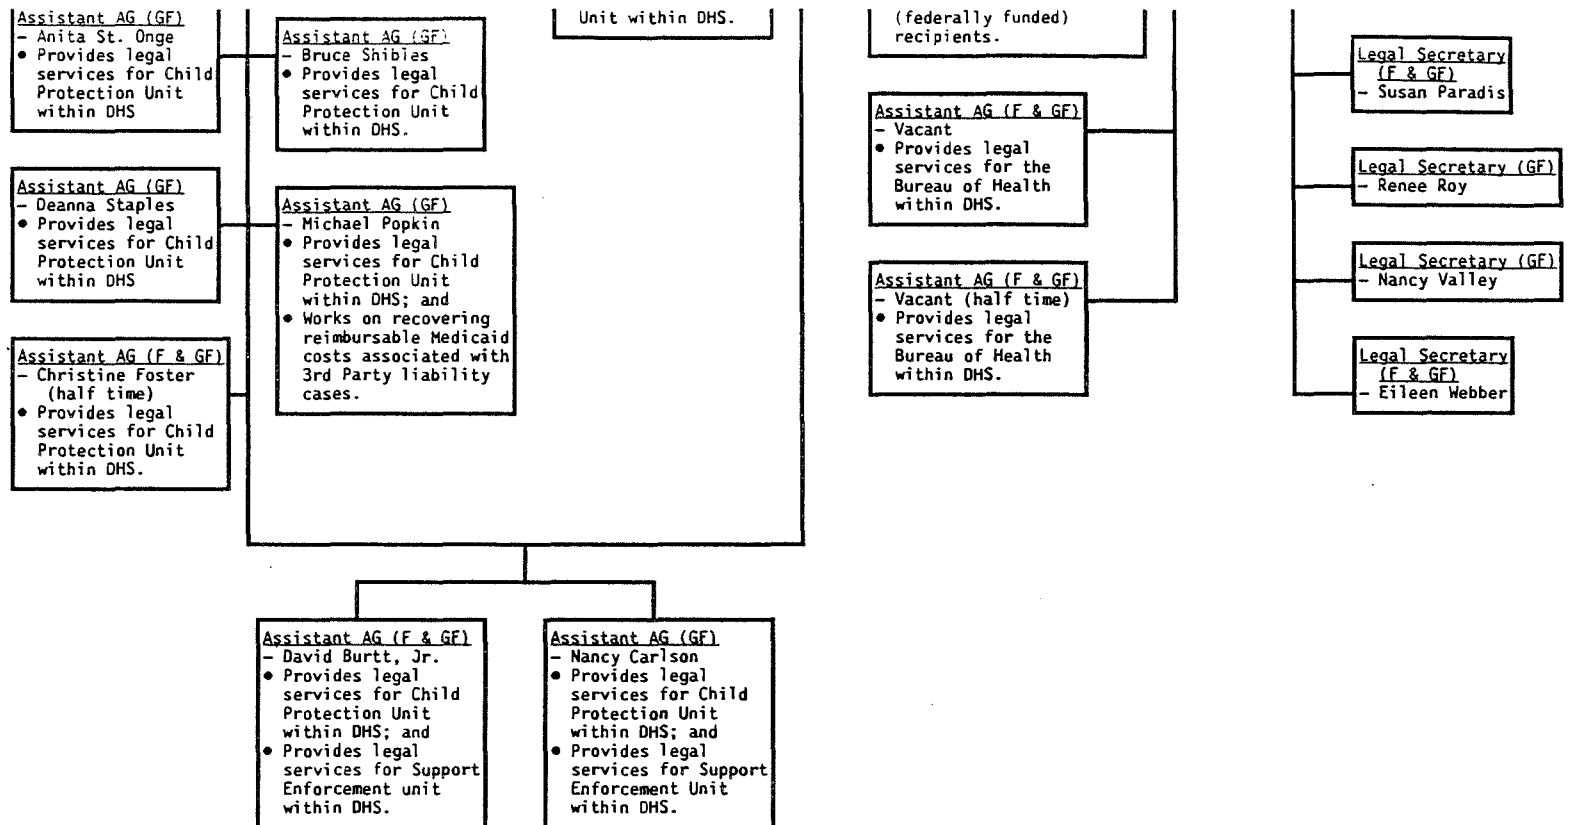 Assistant AG (GF)
– Anita St. Onge
• Provides legal
services for Child
Protection Unit
within DHS
Assistant AG (GF)
– Bruce Shibles
• Provides legal
services for Child
Protection Unit
within DHS.
Unit within DHS.
(federally funded)
recipients.
Legal Secretary
(F & GF)
– Susan Paradis
Assistant AG (GF)
– Deanna Staples
• Provides legal
services for Child
Protection Unit
within DHS
Assistant AG (GF)
– Michael Popkin
• Provides legal
services for Child
Protection Unit
within DHS; and
• Works on recovering
reimbursable Medicaid
costs associated with
3rd Party liability
cases.
Assistant AG (F & GF)
– Vacant
• Provides legal
services for the
Bureau of Health
within DHS.
Legal Secretary (GF)
– Renee Roy
Assistant AG (F & GF)
– Vacant (half time)
• Provides legal
services for the
Bureau of Health
within DHS.
Legal Secretary (GF)
– Nancy Valley
Assistant AG (F & GF)
– Christine Foster
(half time)
• Provides legal
services for Child
Protection Unit
within DHS.
Legal Secretary
(F & GF)
– Eileen Webber
Assistant AG (F & GF)
– David Burtt, Jr.
• Provides legal
services for Child
Protection Unit
within DHS; and
• Provides legal
services for Support
Enforcement unit
within DHS.
Assistant AG (GF)
– Nancy Carlson
• Provides legal
services for Child
Protection Unit
within DHS; and
• Provides legal
services for Support
Enforcement Unit
within DHS.